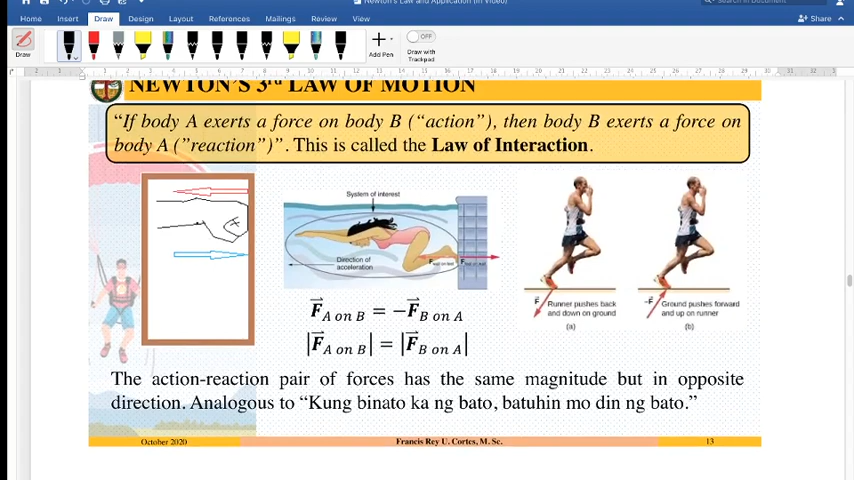 Newton's Law and Application (in Video)
Search in Document
Home Insert Draw Design Layout References Mailings Review View Share
OFF
Draw
Add Pen
Draw with
Trackpad
NEWTON'S 3rd LAW OF MOTION
“If body A exerts a force on body B (“action”), then body B exerts a force on
body A (”reaction”)”. This is called the Law of Interaction.
System of interest
Direction of
acceleration
F⃗ A on B = −F⃗ B on A
|F⃗ A on B| = |F⃗ B on A|
F⃗ Runner pushes back
and down on ground
(a)
−F⃗ Ground pushes forward
and up on runner
(b)
The action-reaction pair of forces has the same magnitude but in opposite
direction. Analogous to “Kung binato ka ng bato, batuhin mo din ng bato.”
October 2020 Francis Rey U. Cortes, M. Sc. 13